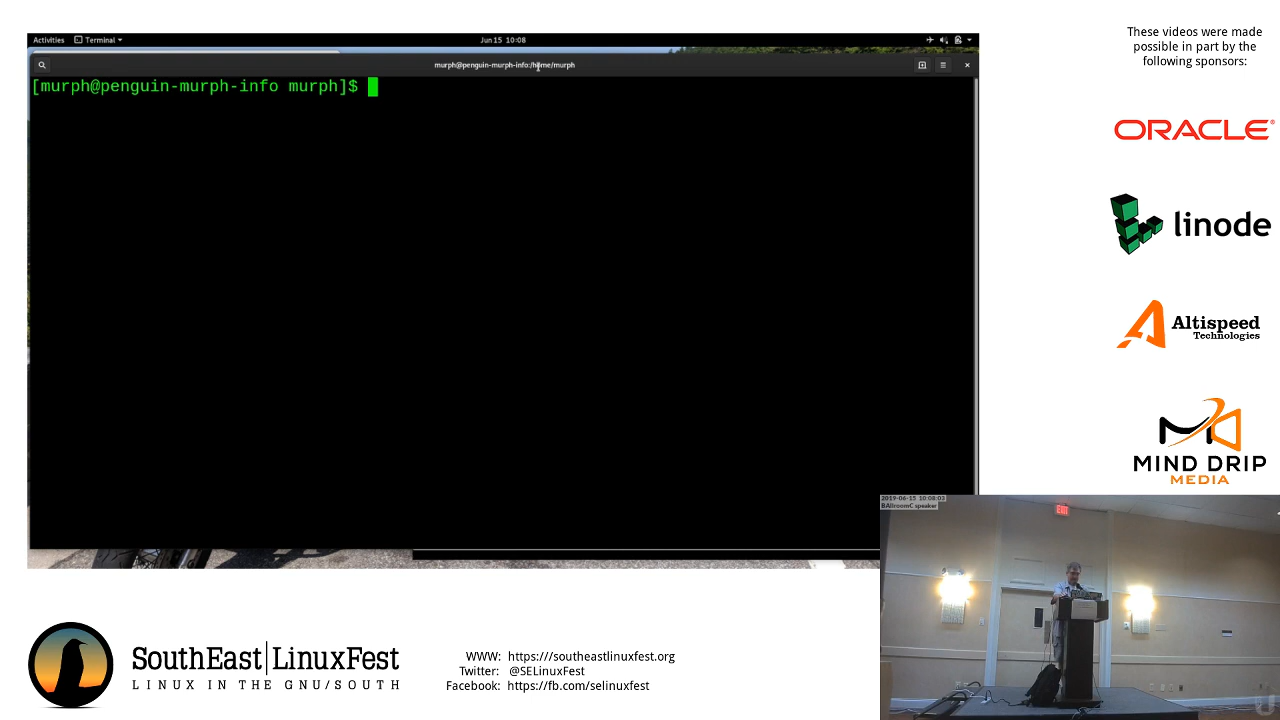 These videos were made
possible in part by the
following sponsors:
Activities
Terminal
Jun 15 10:08
murph@penguin-murph-info:/home/murph
[murph@penguin-murph-info murph]$
ORACLE
linode
Altispeed
Technologies
MIND DRIP
MEDIA
2019-06-15 10:08:03
BAllroomC speaker
EXIT
SouthEast LinuxFest
LINUX IN THE GNU/SOUTH
WWW: https:///southeastlinuxfest.org
Twitter: @SELinuxFest
Facebook: https://fb.com/selinuxfest